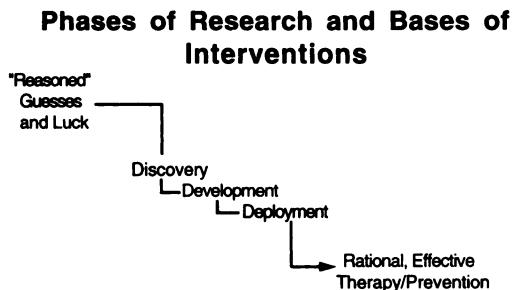 Phases of Research and Bases of
Interventions
"Reasoned"
Guesses
and Luck
Discovery
Development
Deployment
Rational, Effective
Therapy/Prevention